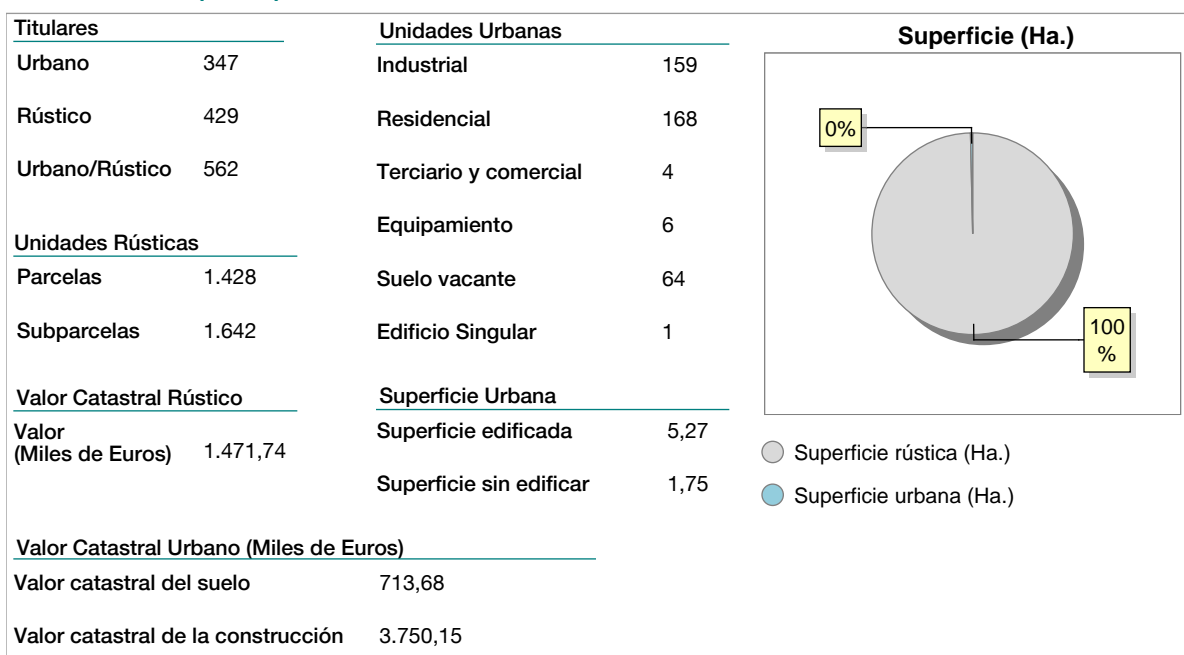 Titulares
Urbano 347
Rústico 429
Urbano/Rústico 562
Unidades Rústicas
Parcelas 1.428
Subparcelas 1.642
Valor Catastral Rústico
Valor
(Miles de Euros) 1.471,74
Unidades Urbanas
Industrial 159
Residencial 168
Terciario y comercial 4
Equipamiento 6
Suelo vacante 64
Edificio Singular 1
Superficie Urbana
Superficie edificada 5,27
Superficie sin edificar 1,75
Valor Catastral Urbano (Miles de Euros)
Valor catastral del suelo 713,68
Valor catastral de la construcción 3.750,15
Superficie (Ha.)
0%
100
%
Superficie rústica (Ha.)
Superficie urbana (Ha.)